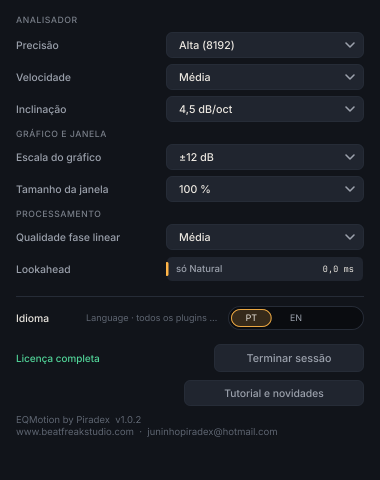 ANALISADOR
Precisão Alta (8192)
Velocidade Média
Inclinação 4,5 dB/oct
GRÁFICO E JANELA
Escala do gráfico ±12 dB
Tamanho da janela 100 %
PROCESSAMENTO
Qualidade fase linear Média
Lookahead só Natural 0,0 ms
Idioma Language · todos os plugins ... PT EN
Licença completa Terminar sessão
Tutorial e novidades
EQMotion by Piradex v1.0.2
www.beatfreakstudio.com · juninhopiradex@hotmail.com